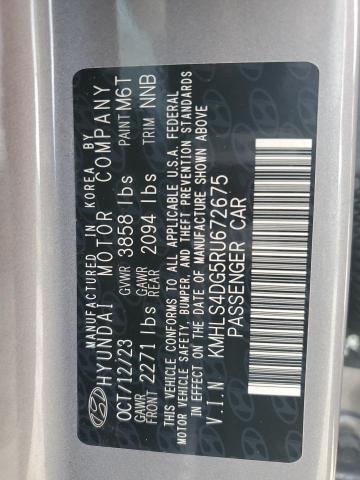 MANUFACTURED IN KOREA BY
HYUNDAI MOTOR COMPANY
OCT/12/23 GVWR 3858 lbs PAINT M6T
GAWR FRONT 2271 lbs GAWR REAR 2094 lbs TRIM NNB
THIS VEHICLE CONFORMS TO ALL APPLICABLE U.S.A. FEDERAL
MOTOR VEHICLE SAFETY, BUMPER, AND THEFT PREVENTION STANDARDS
IN EFFECT ON THE DATE OF MANUFACTURE SHOWN ABOVE
V.I.N KMHLS4DG5RU672675
PASSENGER CAR